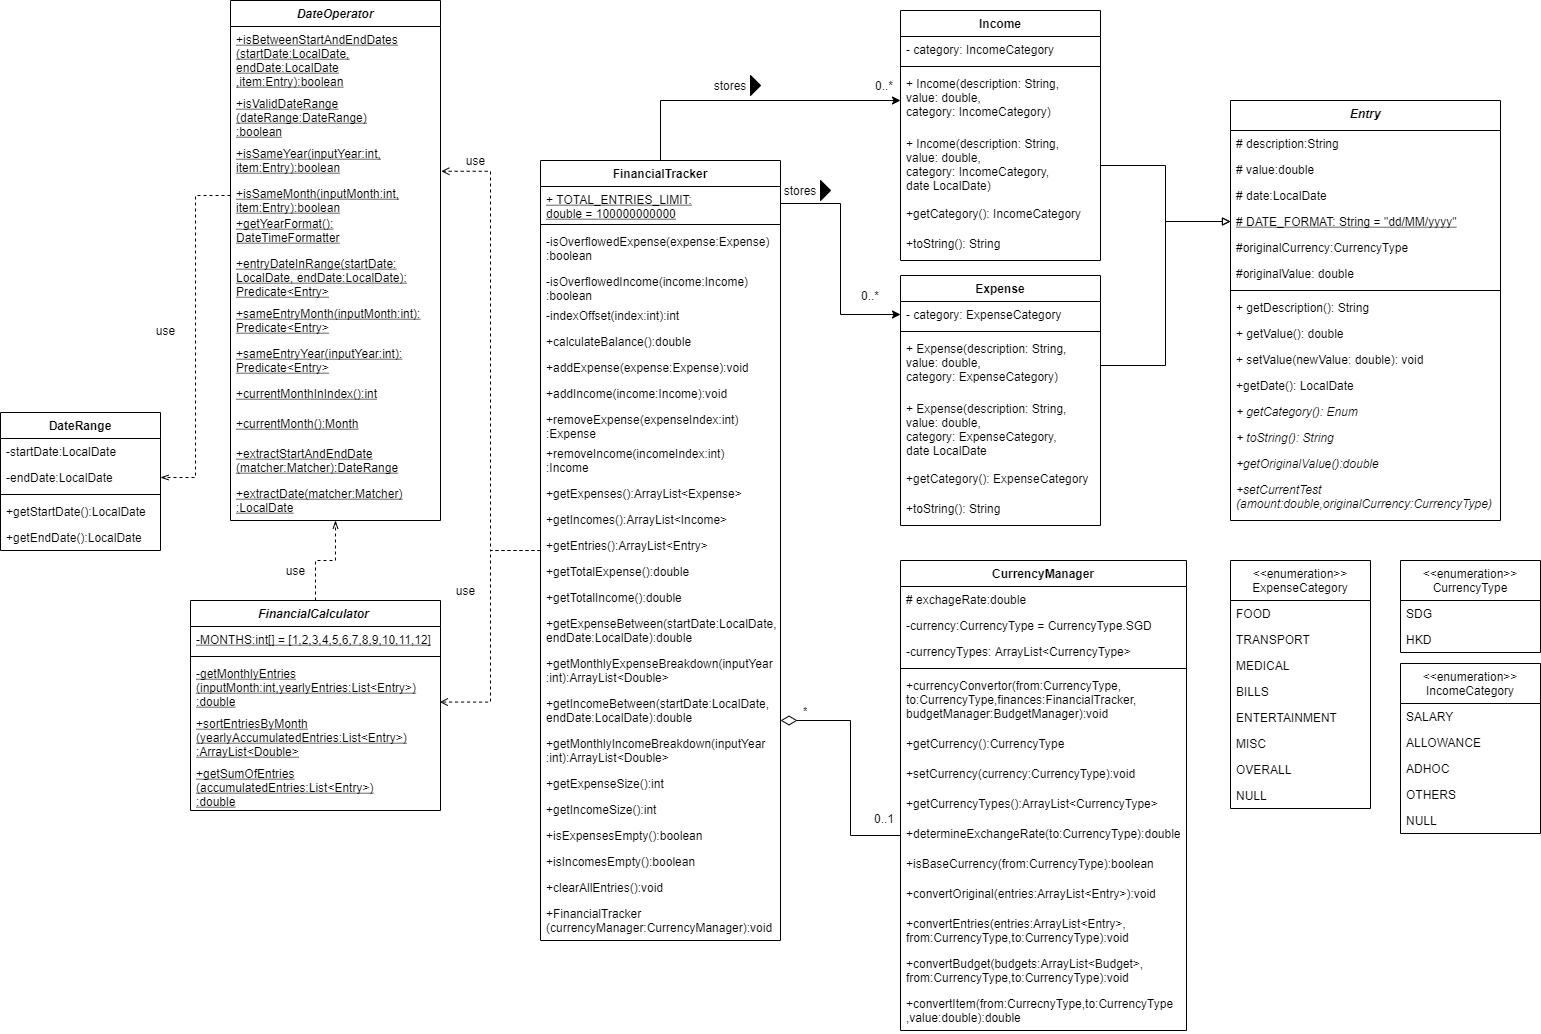 DateOperator
+isBetweenStartAndEndDates
(startDate:LocalDate,
endDate:LocalDate
,item:Entry):boolean
+isValidDateRange
(dateRange:DateRange)
:boolean
+isSameYear(inputYear:int,
item:Entry):boolean
+isSameMonth(inputMonth:int,
item:Entry):boolean
+getYearFormat():
DateTimeFormatter
+entryDateInRange(startDate:
LocalDate, endDate:LocalDate):
Predicate<Entry>
+sameEntryMonth(inputMonth:int):
Predicate<Entry>
+sameEntryYear(inputYear:int):
Predicate<Entry>
+currentMonthInIndex():int
+currentMonth():Month
+extractStartAndEndDate
(matcher:Matcher):DateRange
+extractDate(matcher:Matcher)
:LocalDate
use
DateRange
-startDate:LocalDate
-endDate:LocalDate
+getStartDate():LocalDate
+getEndDate():LocalDate
use
FinancialCalculator
-MONTHS:int[] = [1,2,3,4,5,6,7,8,9,10,11,12]
-getMonthlyEntries
(inputMonth:int,yearlyEntries:List<Entry>)
:double
+sortEntriesByMonth
(yearlyAccumulatedEntries:List<Entry>)
:ArrayList<Double>
+getSumOfEntries
(accumulatedEntries:List<Entry>)
:double
use
use
FinancialTracker
+ TOTAL_ENTRIES_LIMIT:
double = 100000000000
-isOverflowedExpense(expense:Expense)
:boolean
-isOverflowedIncome(income:Income)
:boolean
-indexOffset(index:int):int
+calculateBalance():double
+addExpense(expense:Expense):void
+addIncome(income:Income):void
+removeExpense(expenseIndex:int)
:Expense
+removeIncome(incomeIndex:int)
:Income
+getExpenses():ArrayList<Expense>
+getIncomes():ArrayList<Income>
+getEntries():ArrayList<Entry>
+getTotalExpense():double
+getTotalIncome():double
+getExpenseBetween(startDate:LocalDate,
endDate:LocalDate):double
+getMonthlyExpenseBreakdown(inputYear
:int):ArrayList<Double>
+getIncomeBetween(startDate:LocalDate,
endDate:LocalDate):double
+getMonthlyIncomeBreakdown(inputYear
:int):ArrayList<Double>
+getExpenseSize():int
+getIncomeSize():int
+isExpensesEmpty():boolean
+isIncomesEmpty():boolean
+clearAllEntries():void
+FinancialTracker
(currencyManager:CurrencyManager):void
stores
0..*
stores
0..*
*
0..1
Income
- category: IncomeCategory
+ Income(description: String,
value: double,
category: IncomeCategory)
+ Income(description: String,
value: double,
category: IncomeCategory,
date LocalDate)
+getCategory(): IncomeCategory
+toString(): String
Expense
- category: ExpenseCategory
+ Expense(description: String,
value: double,
category: ExpenseCategory)
+ Expense(description: String,
value: double,
category: ExpenseCategory,
date LocalDate
+getCategory(): ExpenseCategory
+toString(): String
Entry
# description:String
# value:double
# date:LocalDate
# DATE_FORMAT: String = "dd/MM/yyyy"
#originalCurrency:CurrencyType
#originalValue: double
+ getDescription(): String
+ getValue(): double
+ setValue(newValue: double): void
+getDate(): LocalDate
+ getCategory(): Enum
+ toString(): String
+getOriginalValue():double
+setCurrentTest
(amount:double,originalCurrency:CurrencyType)
CurrencyManager
# exchageRate:double
-currency:CurrencyType = CurrencyType.SGD
-currencyTypes: ArrayList<CurrencyType>
+currencyConvertor(from:CurrencyType,
to:CurrencyType,finances:FinancialTracker,
budgetManager:BudgetManager):void
+getCurrency():CurrencyType
+setCurrency(currency:CurrencyType):void
+getCurrencyTypes():ArrayList<CurrencyType>
+determineExchangeRate(to:CurrencyType):double
+isBaseCurrency(from:CurrencyType):boolean
+convertOriginal(entries:ArrayList<Entry>):void
+convertEntries(entries:ArrayList<Entry>,
from:CurrencyType,to:CurrencyType):void
+convertBudget(budgets:ArrayList<Budget>,
from:CurrencyType,to:CurrencyType):void
+convertItem(from:CurrecnyType,to:CurrencyType
,value:double):double
<<enumeration>>
ExpenseCategory
FOOD
TRANSPORT
MEDICAL
BILLS
ENTERTAINMENT
MISC
OVERALL
NULL
<<enumeration>>
CurrencyType
SDG
HKD
<<enumeration>>
IncomeCategory
SALARY
ALLOWANCE
ADHOC
OTHERS
NULL